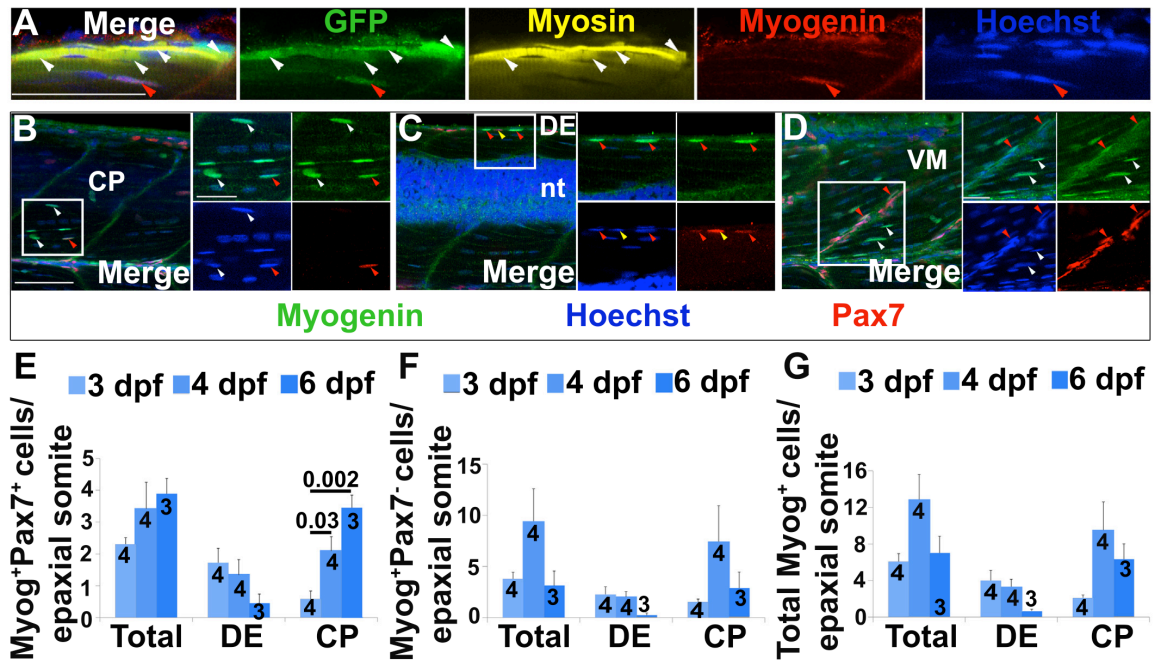 A Merge GFP Myosin Myogenin Hoechst
B CP Merge
C DE nt Merge
D VM Merge
Myogenin Hoechst Pax7
E 3 dpf 4 dpf 6 dpf
Myog⁺Pax7⁺ cells/
epaxial somite
5
4
3
2
1
0
4 4 3
4 4 3
4 4 3
0.03
0.002
Total DE CP
F 3 dpf 4 dpf 6 dpf
Myog⁺Pax7⁻ cells/
epaxial somite
15
10
5
0
4 4 3
4 4 3
4 4 3
Total DE CP
G 3 dpf 4 dpf 6 dpf
Total Myog⁺ cells/
epaxial somite
16
12
8
4
0
4 4 3
4 4 3
4 4 3
Total DE CP